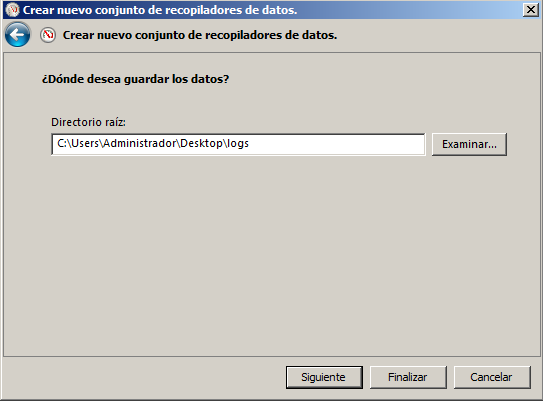 Crear nuevo conjunto de recopiladores de datos.
Crear nuevo conjunto de recopiladores de datos.
¿Dónde desea guardar los datos?
Directorio raíz:
C:\Users\Administrador\Desktop\logs
Examinar...
Siguiente
Finalizar
Cancelar